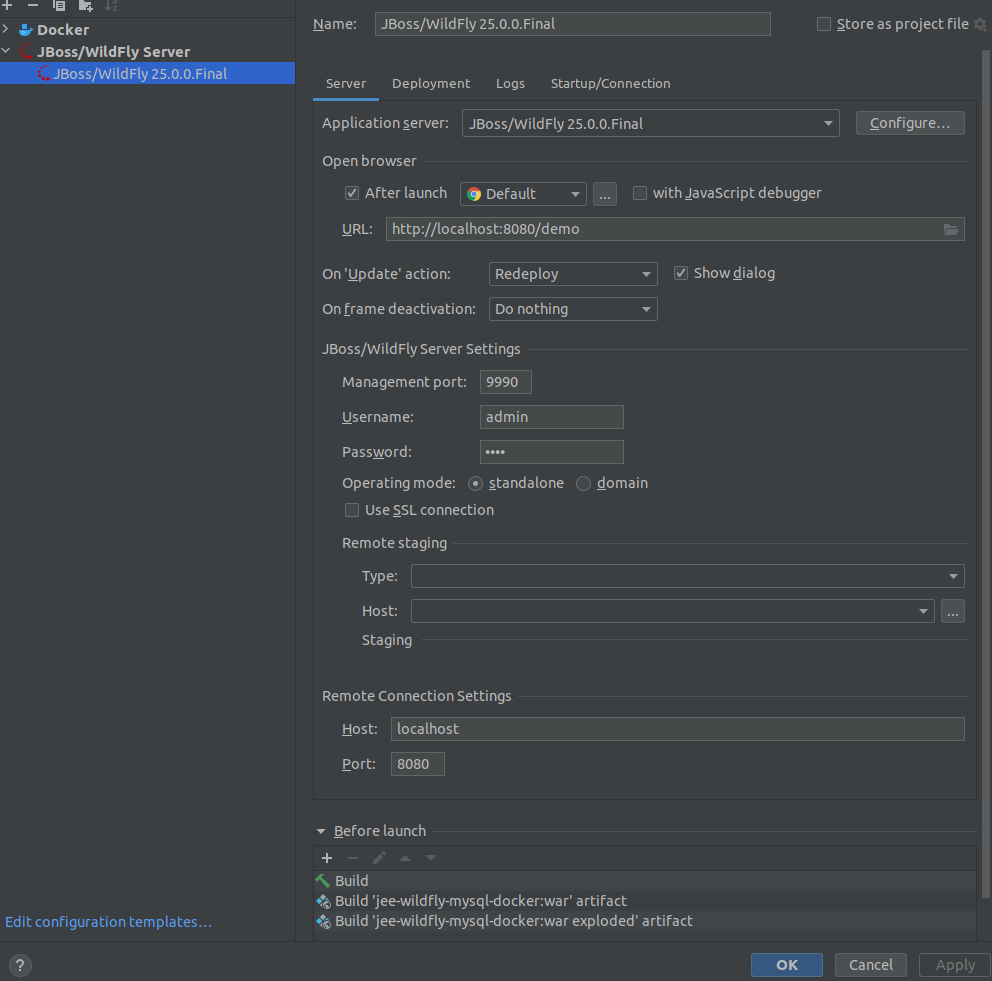 Name: JBoss/WildFly 25.0.0.Final Store as project file
Docker
JBoss/WildFly Server
JBoss/WildFly 25.0.0.Final
Server Deployment Logs Startup/Connection
Application server: JBoss/WildFly 25.0.0.Final Configure...
Open browser
After launch Default ... with JavaScript debugger
URL: http://localhost:8080/demo
On 'Update' action: Redeploy Show dialog
On frame deactivation: Do nothing
JBoss/WildFly Server Settings
Management port: 9990
Username: admin
Password: ••••
Operating mode: standalone domain
Use SSL connection
Remote staging
Type:
Host: ...
Staging
Remote Connection Settings
Host: localhost
Port: 8080
Before launch
Build
Build 'jee-wildfly-mysql-docker:war' artifact
Build 'jee-wildfly-mysql-docker:war exploded' artifact
Edit configuration templates...
? OK Cancel Apply